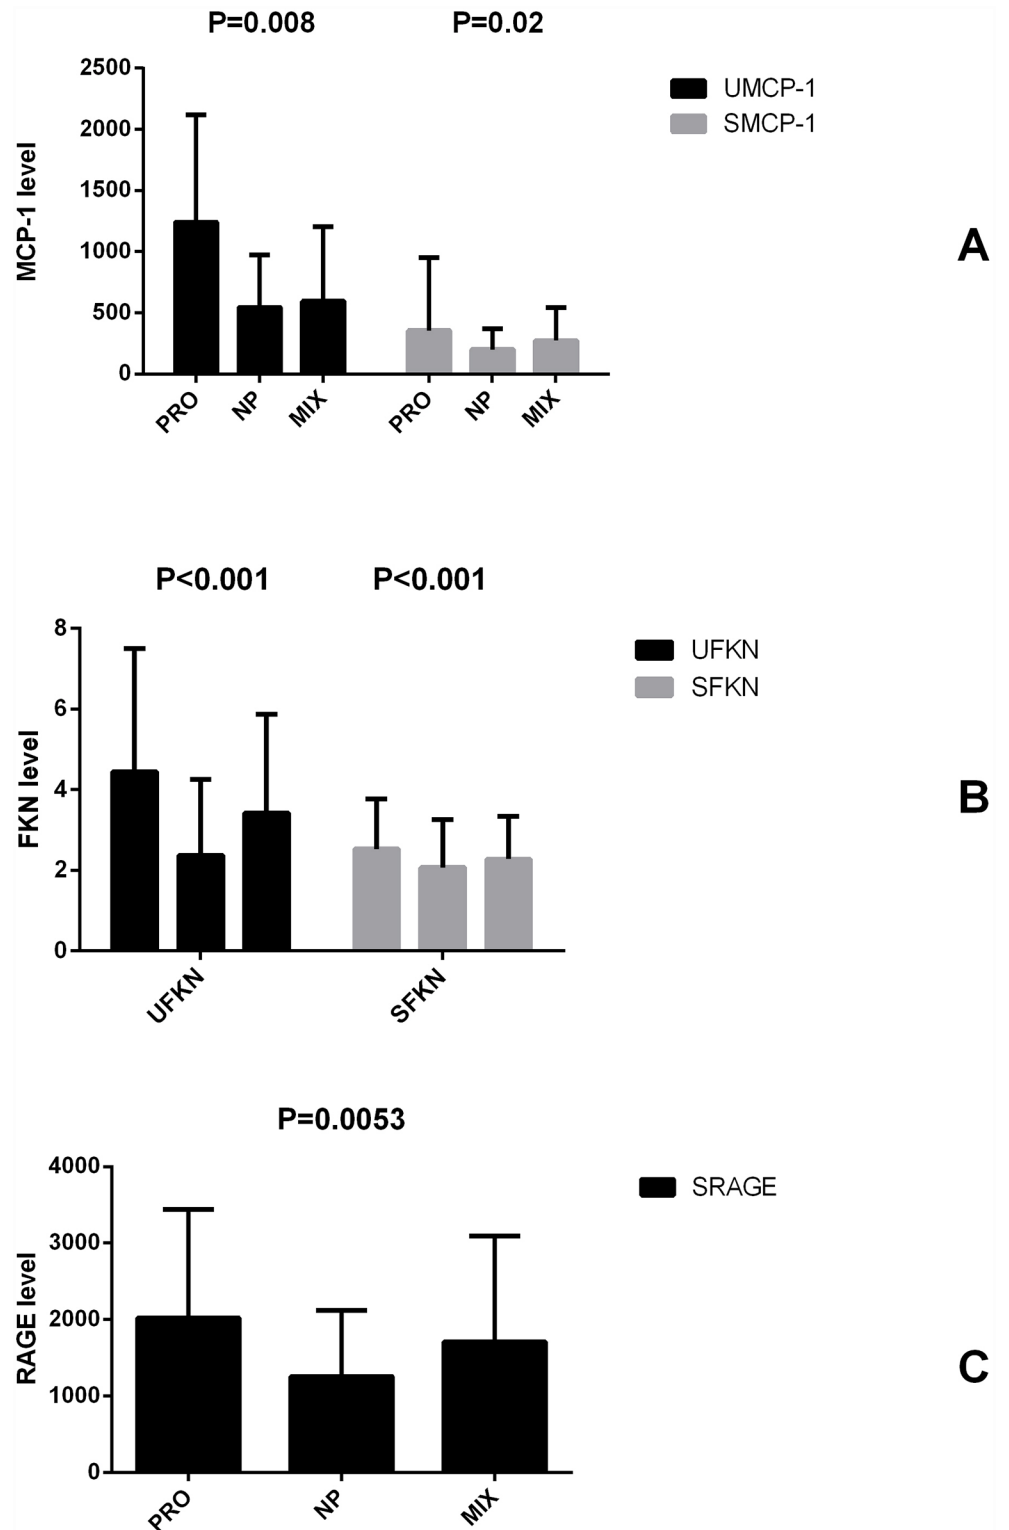 P=0.008 P=0.02
2500
2000
1500
1000
500
0
MCP-1 level
UMCP-1
SMCP-1
A
PRO NP MIX PRO NP MIX
P<0.001 P<0.001
8
6
4
2
0
FKN level
UFKN
SFKN
B
UFKN SFKN
P=0.0053
4000
3000
2000
1000
0
RAGE level
SRAGE
C
PRO NP MIX